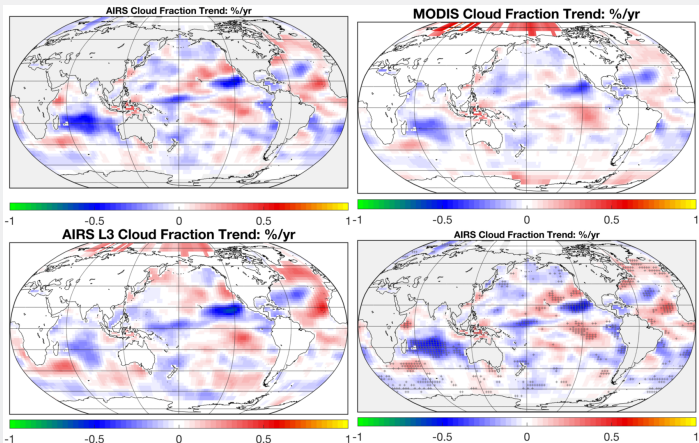 AIRS Cloud Fraction Trend: %/yr
-1 -0.5 0 0.5 1
MODIS Cloud Fraction Trend: %/yr
-1 -0.5 0 0.5 1
AIRS L3 Cloud Fraction Trend: %/yr
-1 -0.5 0 0.5 1
AIRS Cloud Fraction Trend: %/yr
-1 -0.5 0 0.5 1